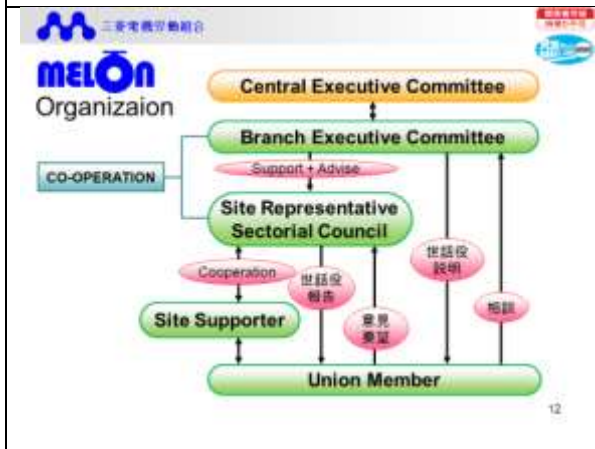 三菱電機労働組合
MELON
Organizaion
Central Executive Committee
Branch Executive Committee
Support + Advise
CO-OPERATION
Site Representative
Sectorial Council
Cooperation
世話役
報告
世話役
説明
相談
Site Supporter
意見
要望
Union Member
12